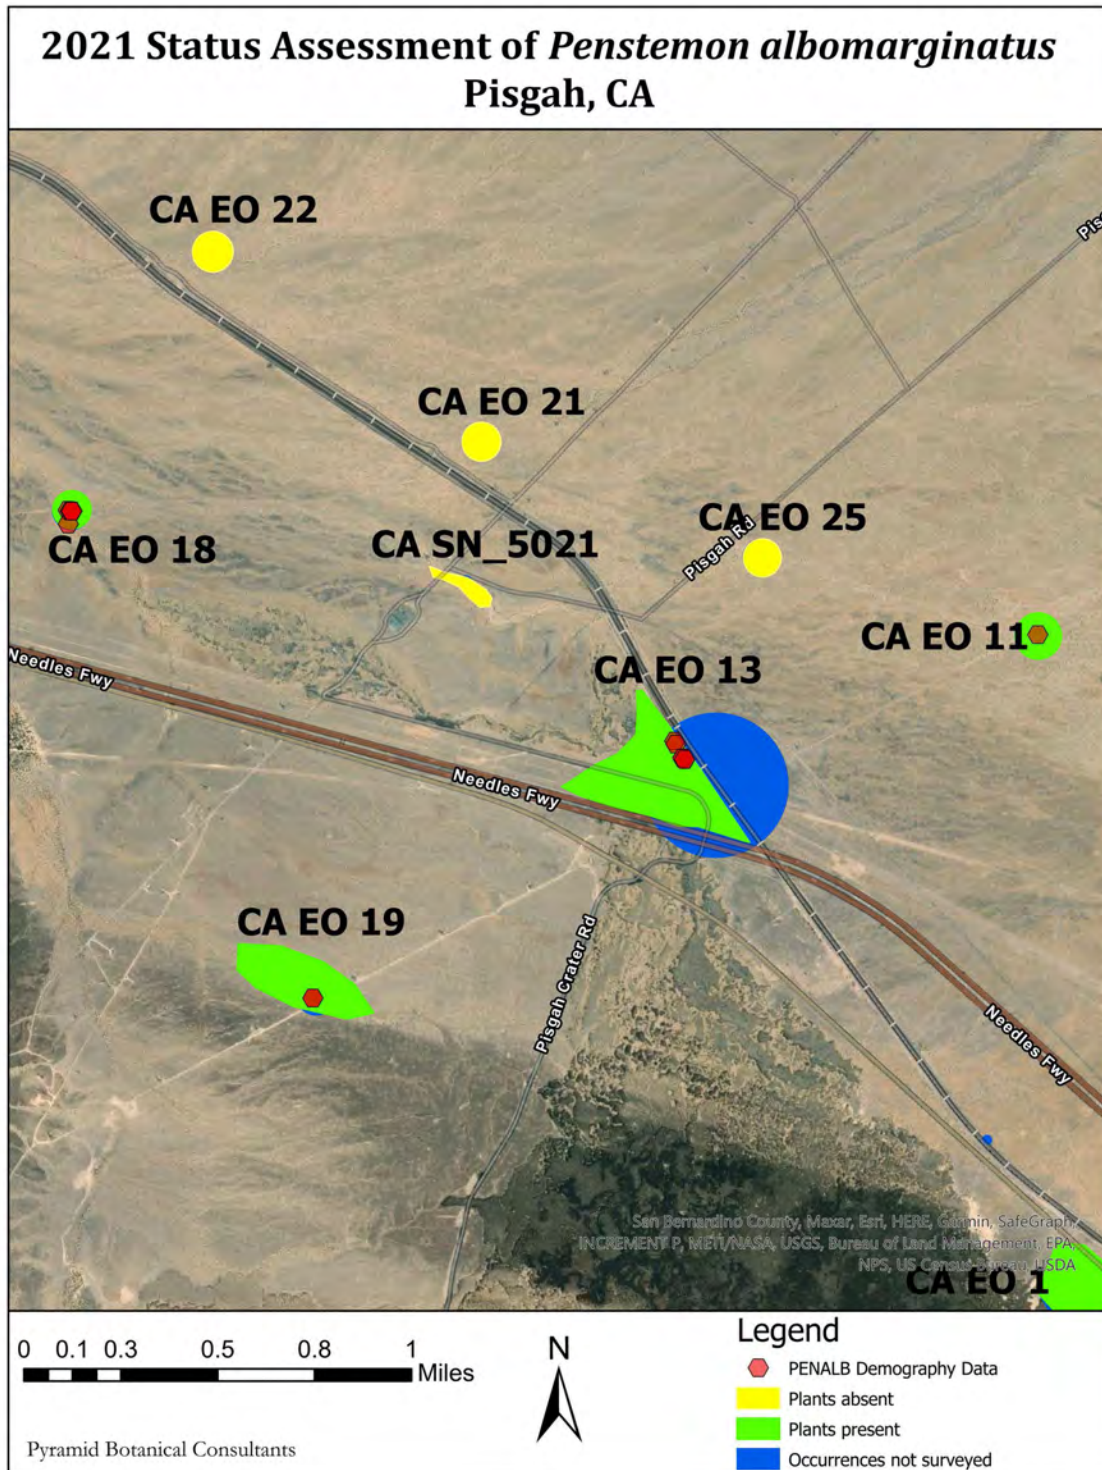 2021 Status Assessment of Penstemon albomarginatus
Pisgah, CA
CA EO 22
CA EO 21
CA EO 25
Pisgah Rd
CA EO 18
CA SN_5021
CA EO 11
CA EO 13
Needles Fwy
Needles Fwy
CA EO 19
Pisgah Crater Rd
Needles Fwy
San Bernardino County, Maxar, Esri, HERE, Garmin, SafeGraph,
INCREMENT P, METI/NASA, USGS, Bureau of Land Management, EPA,
NPS, US Census Bureau, USDA
CA EO 1
0 0.1 0.3 0.5 0.8 1
Miles
N
Legend
PENALB Demography Data
Plants absent
Plants present
Occurrences not surveyed
Pyramid Botanical Consultants